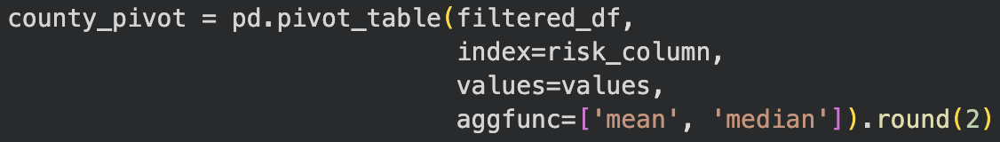 county_pivot = pd.pivot_table(filtered_df,
                              index=risk_column,
                              values=values,
                              aggfunc=['mean', 'median']).round(2)